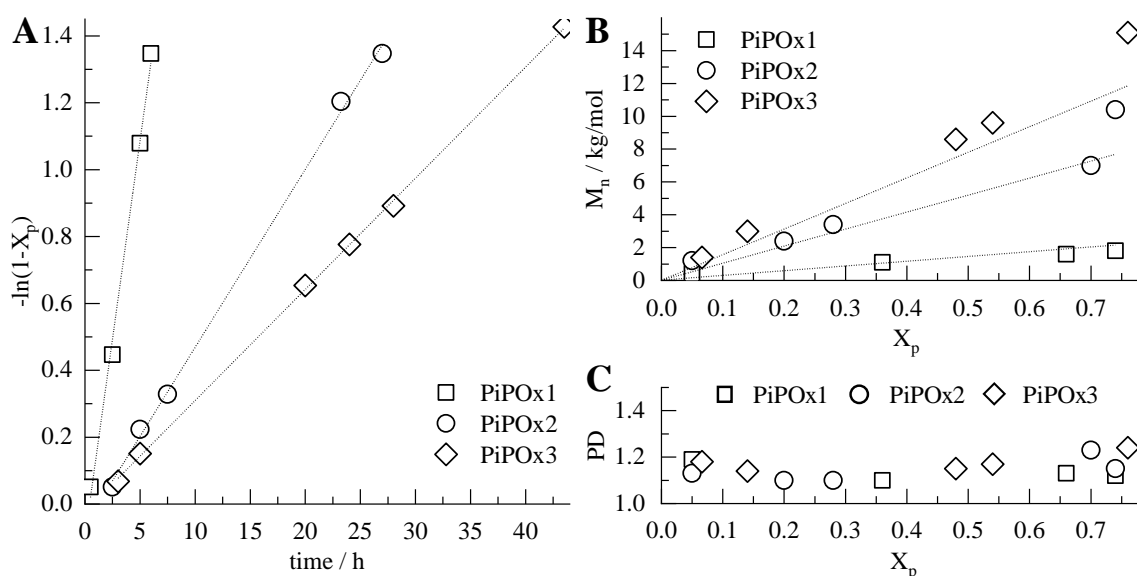 A
-ln(1-X_p)
1.4
1.2
1.0
0.8
0.6
0.4
0.2
0.0
0 5 10 15 20 25 30 35 40
time / h
PiPOx1
PiPOx2
PiPOx3
B
M_n / kg/mol
14
12
10
8
6
4
2
0
0.0 0.1 0.2 0.3 0.4 0.5 0.6 0.7
X_p
PiPOx1
PiPOx2
PiPOx3
C
PD
1.4
1.2
1.0
0.0 0.1 0.2 0.3 0.4 0.5 0.6 0.7
X_p
PiPOx1 PiPOx2 PiPOx3